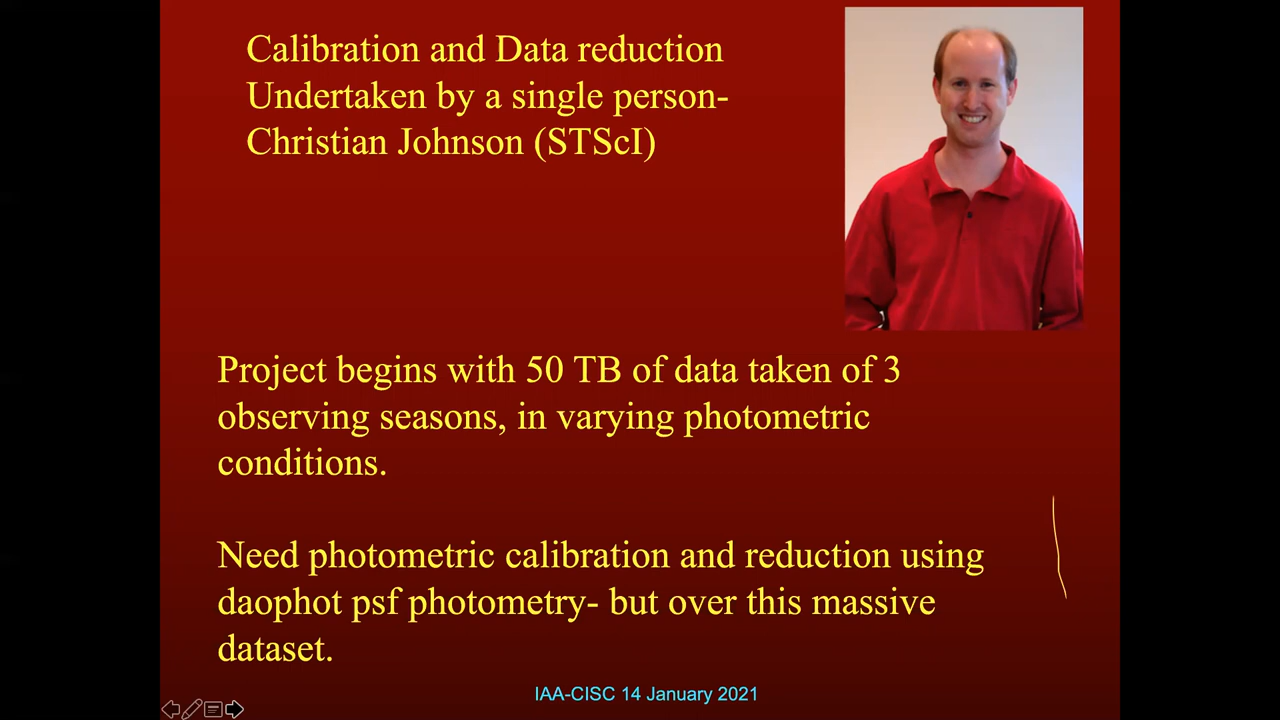 Calibration and Data reduction
Undertaken by a single person-
Christian Johnson (STScI)
Project begins with 50 TB of data taken of 3
observing seasons, in varying photometric
conditions.
Need photometric calibration and reduction using
daophot psf photometry- but over this massive
dataset.
IAA-CISC 14 January 2021